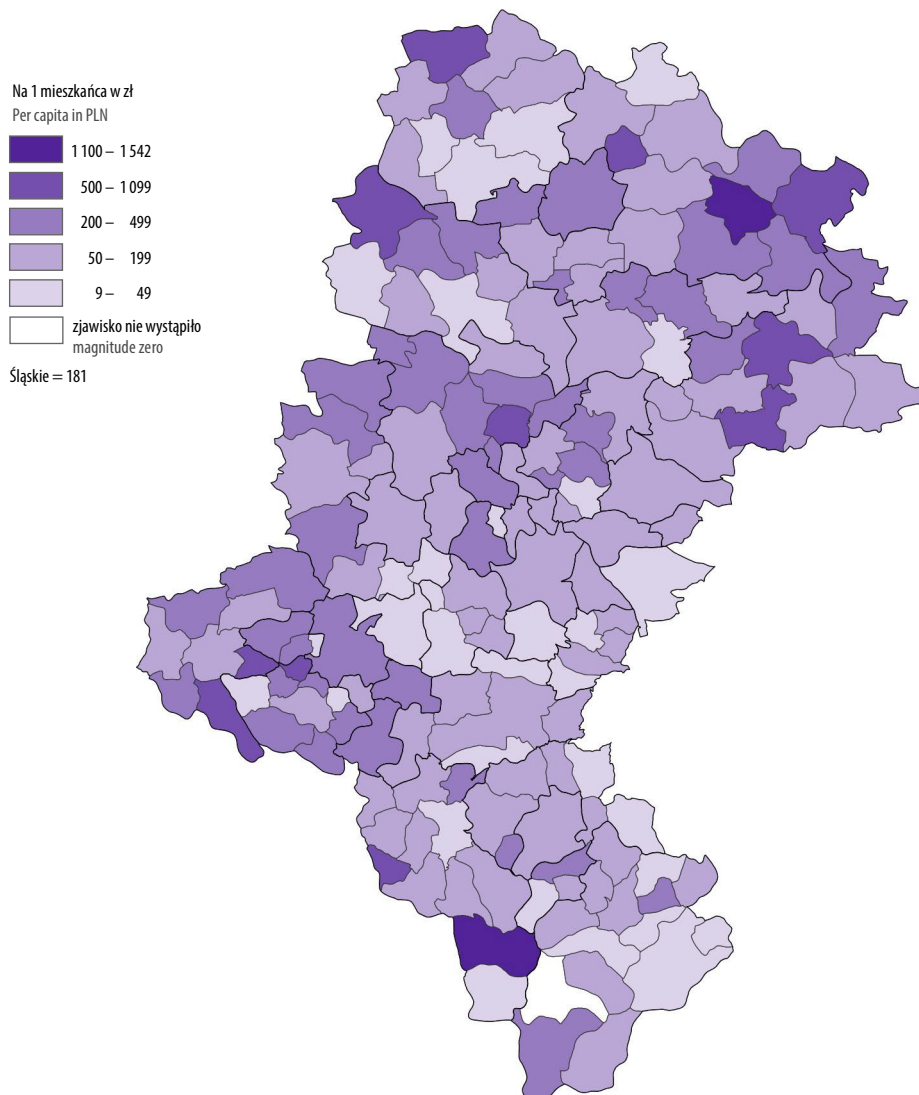 Na 1 mieszkańca w zł
Per capita in PLN
1 100 – 1 542
500 – 1 099
200 – 499
50 – 199
9 – 49
zjawisko nie wystąpiło
magnitude zero
Śląskie = 181